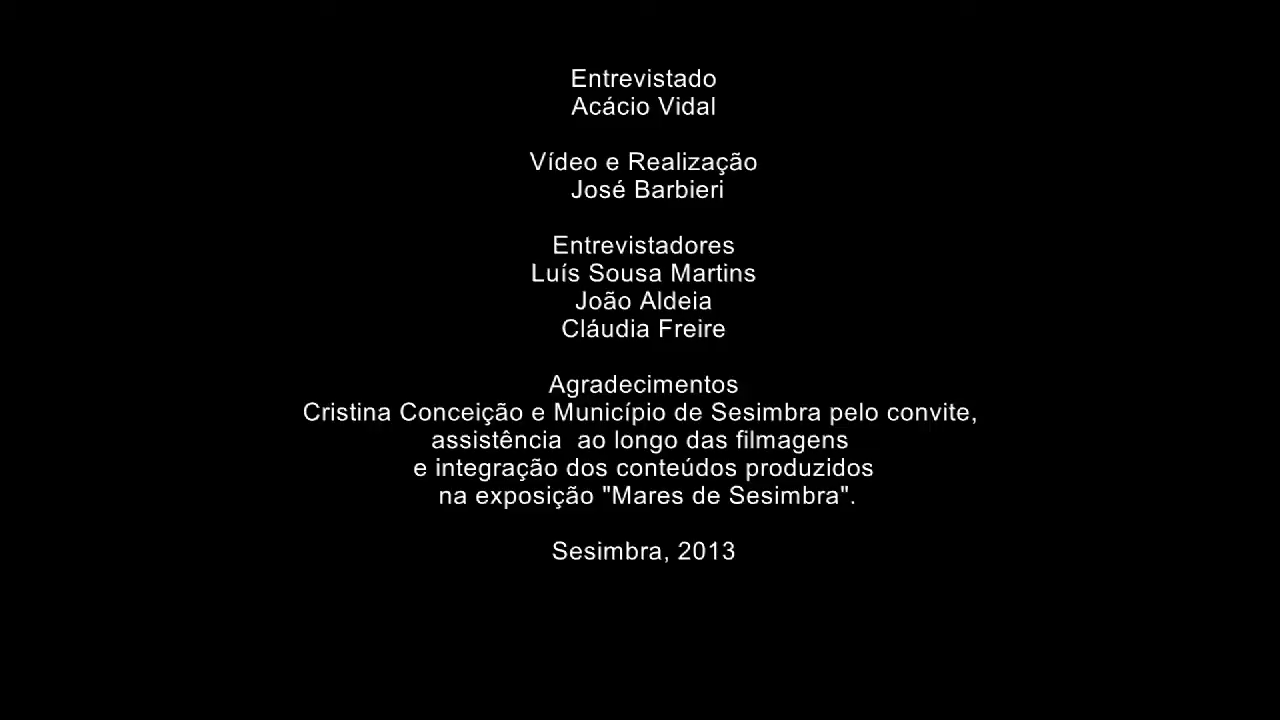 Entrevistado
Acácio Vidal
Vídeo e Realização
José Barbieri
Entrevistadores
Luís Sousa Martins
João Aldeia
Cláudia Freire
Agradecimentos
Cristina Conceição e Município de Sesimbra pelo convite,
assistência  ao longo das filmagens
e integração dos conteúdos produzidos
na exposição "Mares de Sesimbra".
Sesimbra, 2013